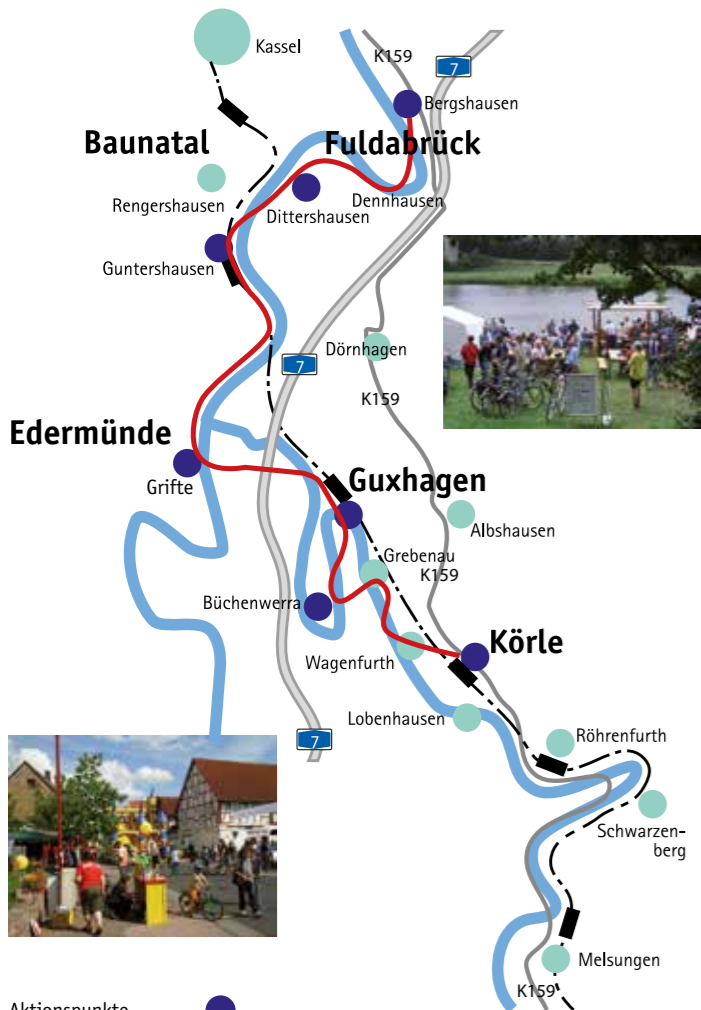 Kassel
K159
7
Bergshausen
Baunatal
Fuldabrück
Rengershausen
Dittershausen
Dennhausen
Guntershausen
Dörnhagen
7
K159
Edermünde
Grifte
Guxhagen
Albshausen
Grebenau
K159
Büchenwerra
Körle
Wagenfurth
Lobenhausen
7
Röhrenfurth
Schwarzen-
berg
Melsungen
K159
Aktionspunkte